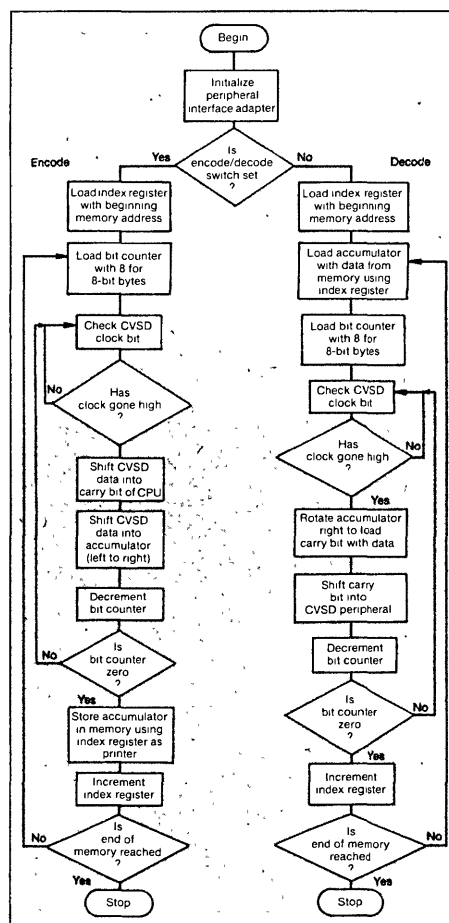 Begin
Initialize
peripheral
interface adapter
Is
encode/decode
switch set
?
Yes
No
Encode
Decode
Load index register
with beginning
memory address
Load bit counter
with 8 for
8-bit bytes
Check CVSD
clock bit
No
Has
clock gone high
?
Shift CVSD
data into
carry bit of CPU
Shift CVSD
data into
accumulator
(left to right)
Decrement
bit counter
No
Is
bit counter
zero
?
Yes
Store accumulator
in memory using
index register as
printer
Increment
index register
No
Is
end of
memory reached
?
Yes
Stop
Load index register
with beginning
memory address
Load accumulator
with data from
memory using
index register
Load bit counter
with 8 for
8-bit bytes
Check CVSD
clock bit
Has
clock gone high
?
No
Yes
Rotate accumulator
right to load
carry bit with data
Shift carry
bit into
CVSD peripheral
Decrement
bit counter
Is
bit counter
zero
?
No
Yes
Increment
index register
Is
end of
memory reached
?
No
Yes
Stop